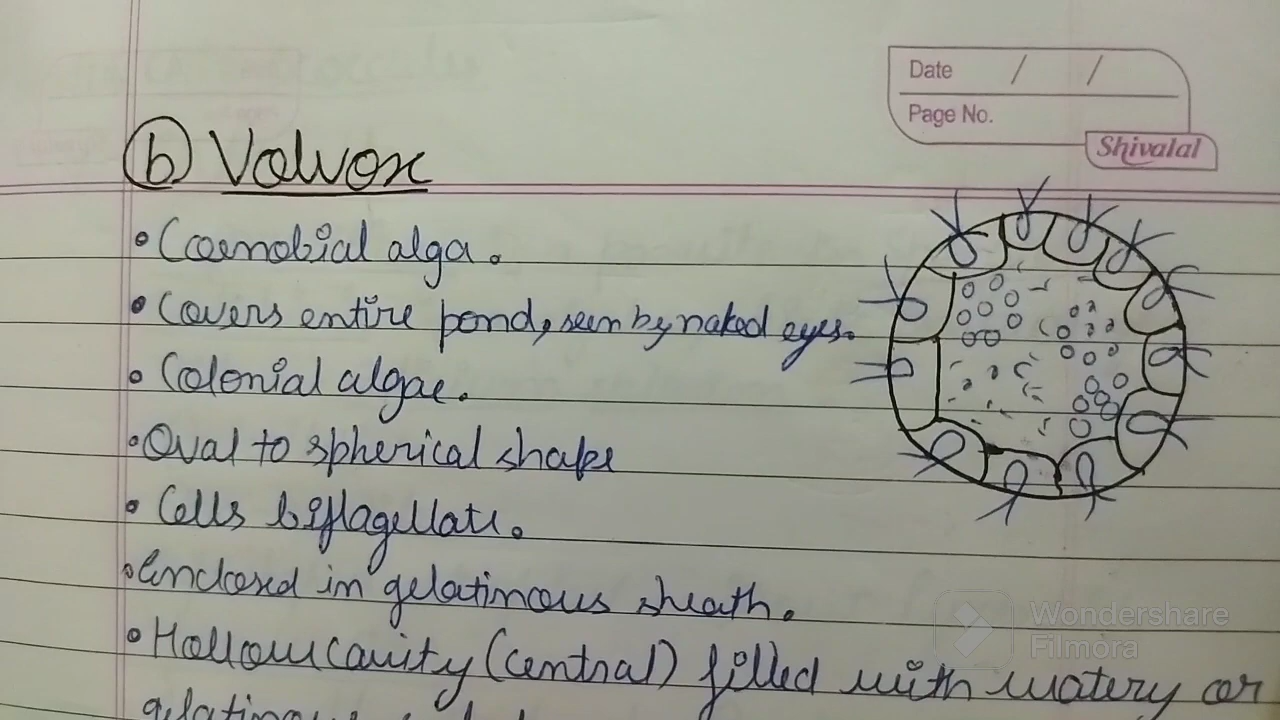 Date / /
Page No.
Shivalal
(b) Volvox
• Coenobial alga.
• Covers entire pond, seen by naked eyes.
• Colonial algae.
• Oval to spherical shape
• Cells biflagellate.
• Enclosed in gelatinous sheath.
• Hollow cavity (central) filled with watery or
gelatinous
Wondershare
Filmora